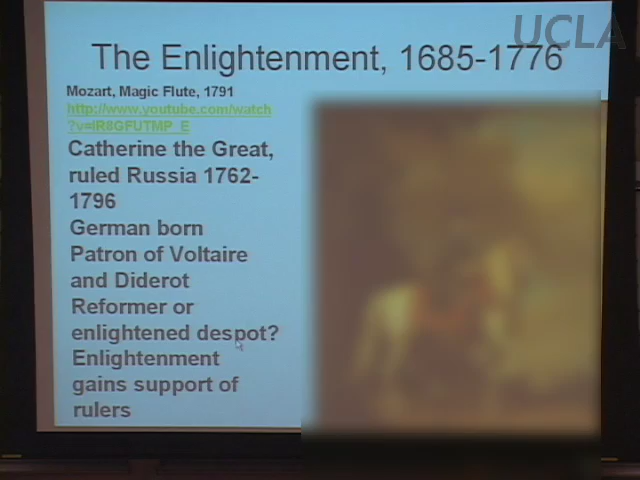 UCLA
The Enlightenment, 1685-1776
Mozart, Magic Flute, 1791
http://www.youtube.com/watch
?v=lR8GFUTMP_E
Catherine the Great,
ruled Russia 1762-
1796
German born
Patron of Voltaire
and Diderot
Reformer or
enlightened despot?
Enlightenment
gains support of
rulers